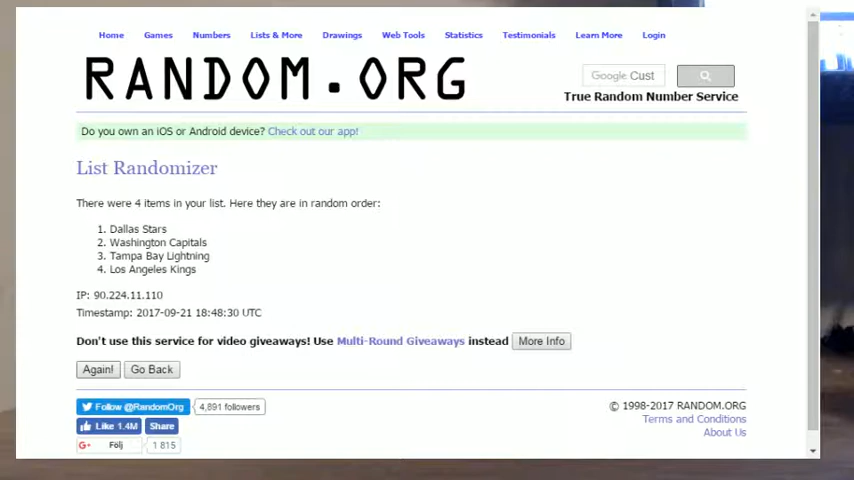 Home Games Numbers Lists & More Drawings Web Tools Statistics Testimonials Learn More Login
RANDOM.ORG
Google Cust
True Random Number Service
Do you own an iOS or Android device? Check out our app!
List Randomizer
There were 4 items in your list. Here they are in random order:
1. Dallas Stars
2. Washington Capitals
3. Tampa Bay Lightning
4. Los Angeles Kings
IP: 90.224.11.110
Timestamp: 2017-09-21 18:48:30 UTC
Don't use this service for video giveaways! Use Multi-Round Giveaways instead More Info
Again! Go Back
Follow @RandomOrg 4,891 followers
© 1998-2017 RANDOM.ORG
Like 1.4M Share
Terms and Conditions
G+ Följ 1 815
About Us